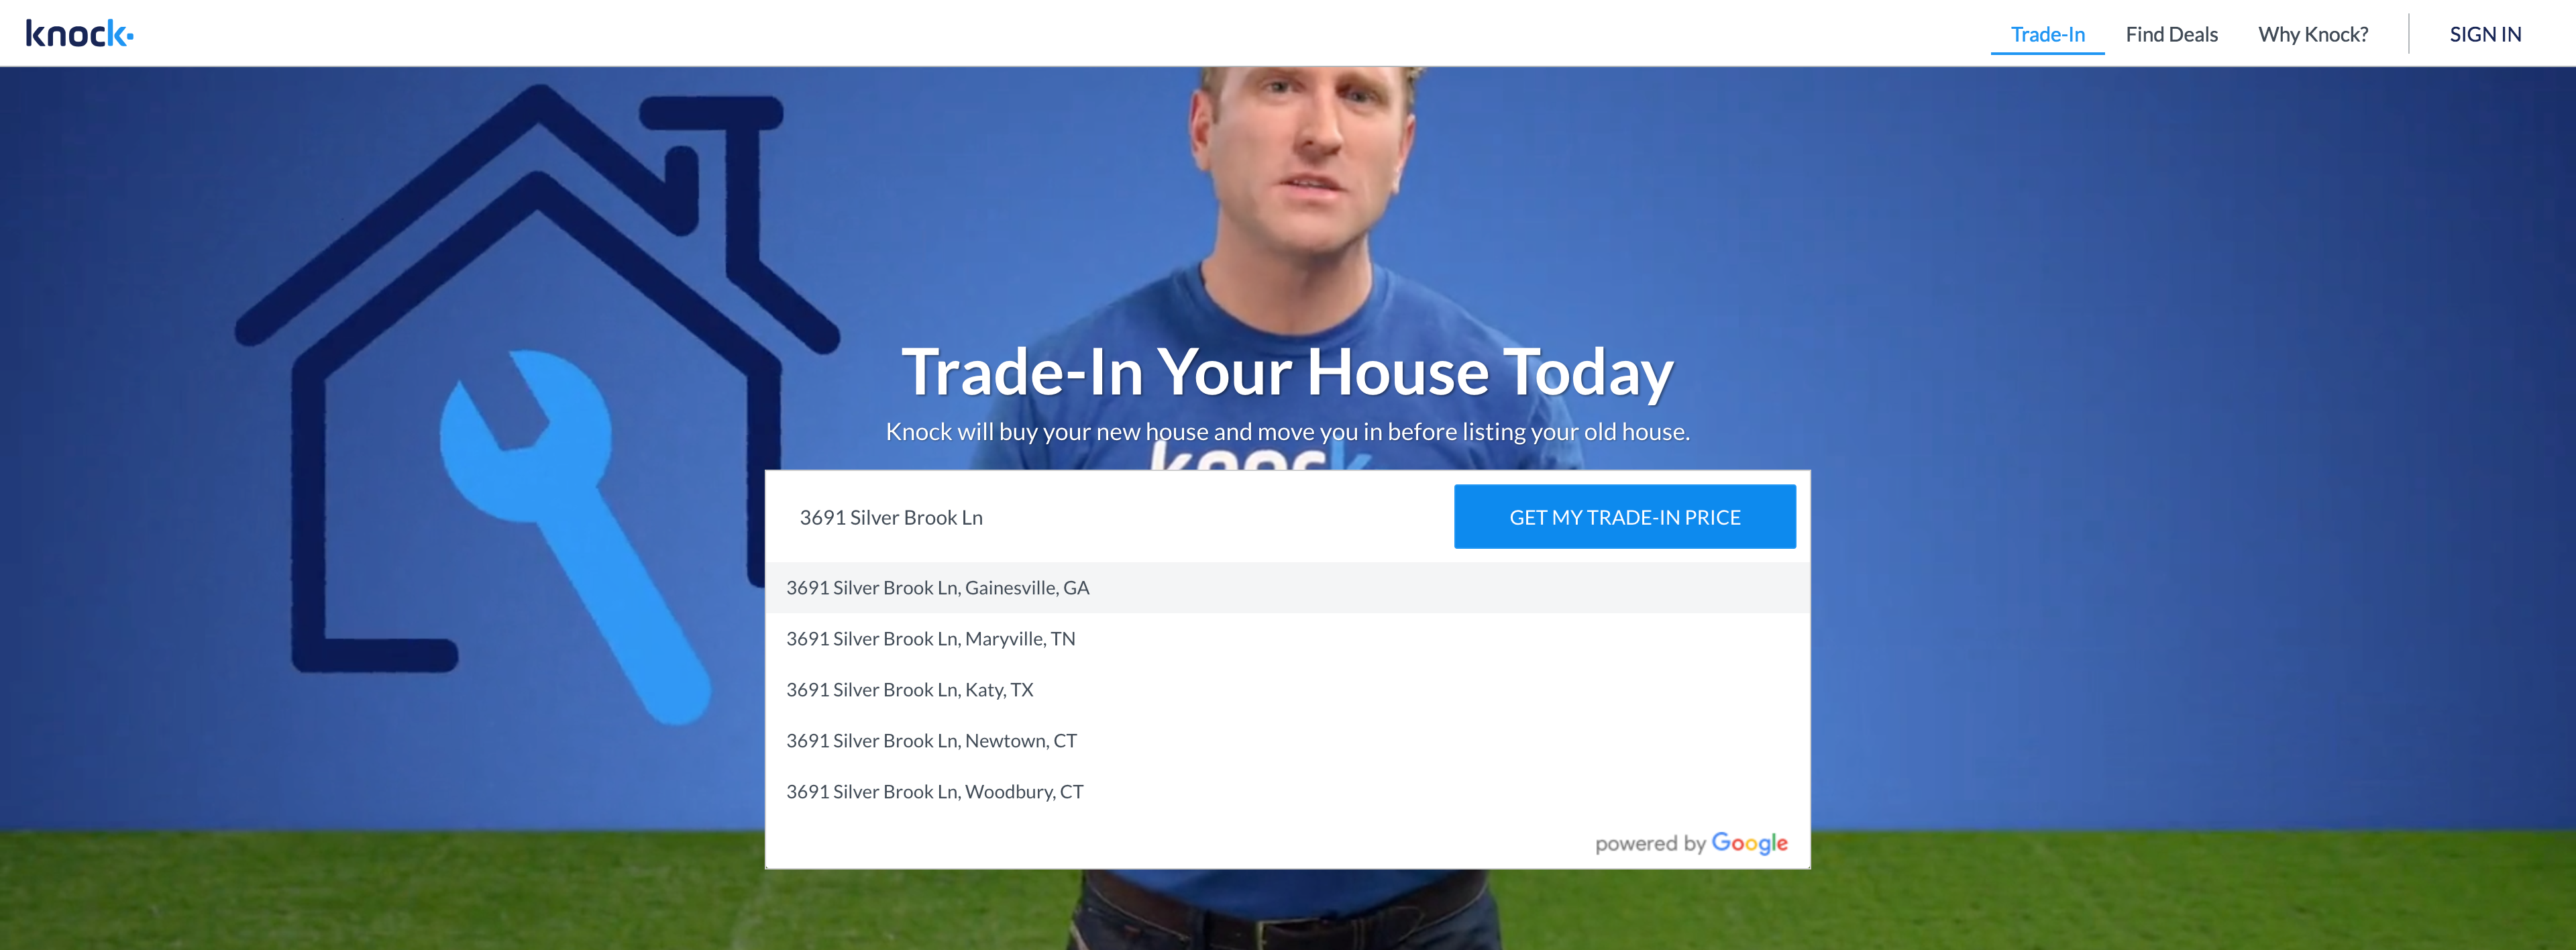 knock
Trade-In
Find Deals
Why Knock?
SIGN IN
Trade-In Your House Today
Knock will buy your new house and move you in before listing your old house.
knock
3691 Silver Brook Ln
GET MY TRADE-IN PRICE
3691 Silver Brook Ln, Gainesville, GA
3691 Silver Brook Ln, Maryville, TN
3691 Silver Brook Ln, Katy, TX
3691 Silver Brook Ln, Newtown, CT
3691 Silver Brook Ln, Woodbury, CT
powered by Google